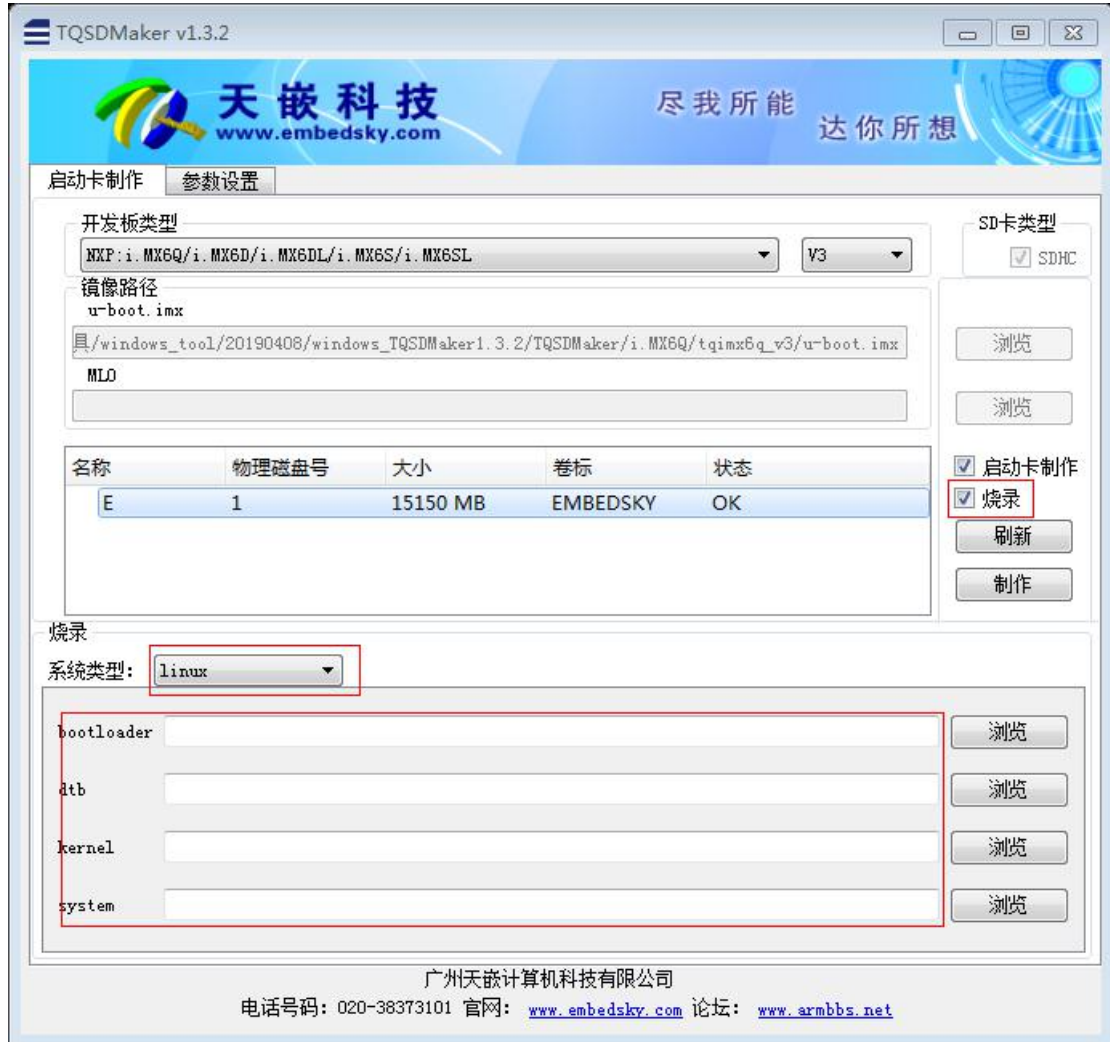 TQSDMaker v1.3.2
天嵌科技
www.embedsky.com
尽我所能
达你所想
启动卡制作 参数设置
开发板类型 SD卡类型
NXP:i.MX6Q/i.MX6D/i.MX6DL/i.MX6S/i.MX6SL V3 SDHC
镜像路径
u-boot.imx
具/windows_tool/20190408/windows_TQSDMaker1.3.2/TQSDMaker/i.MX6Q/tqimx6q_v3/u-boot.imx 浏览
MLO
浏览
名称 物理磁盘号 大小 卷标 状态 启动卡制作
E 1 15150 MB EMBEDSKY OK 烧录
刷新
制作
烧录
系统类型: linux
bootloader 浏览
dtb 浏览
kernel 浏览
system 浏览
广州天嵌计算机科技有限公司
电话号码: 020-38373101 官网: www.embedsky.com 论坛: www.armbbs.net